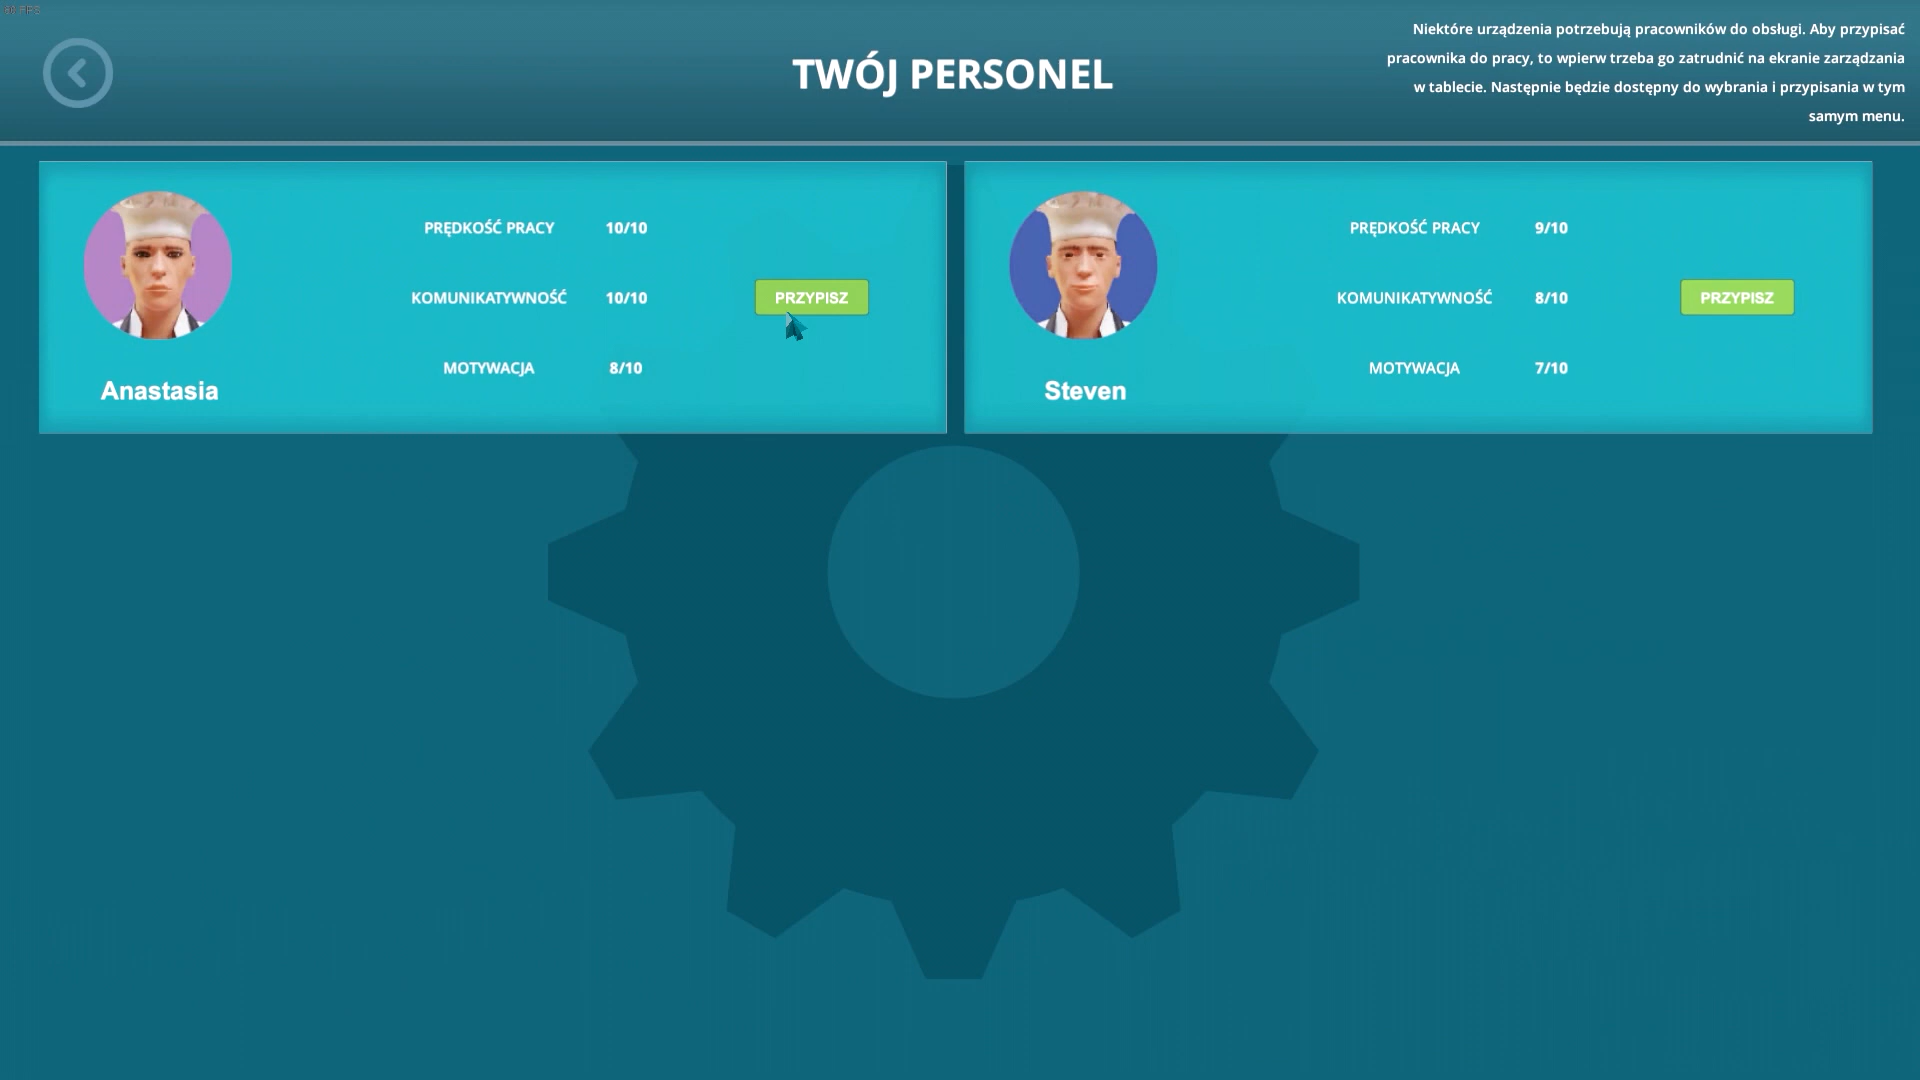 TWÓJ PERSONEL
Niektóre urządzenia potrzebują pracowników do obsługi. Aby przypisać
pracownika do pracy, to wpierw trzeba go zatrudnić na ekranie zarządzania
w tablecie. Następnie będzie dostępny do wybrania i przypisania w tym
samym menu.
PRĘDKOŚĆ PRACY 10/10
KOMUNIKATYWNOŚĆ 10/10
PRZYPISZ
MOTYWACJA 8/10
Anastasia
PRĘDKOŚĆ PRACY 9/10
KOMUNIKATYWNOŚĆ 8/10
PRZYPISZ
MOTYWACJA 7/10
Steven